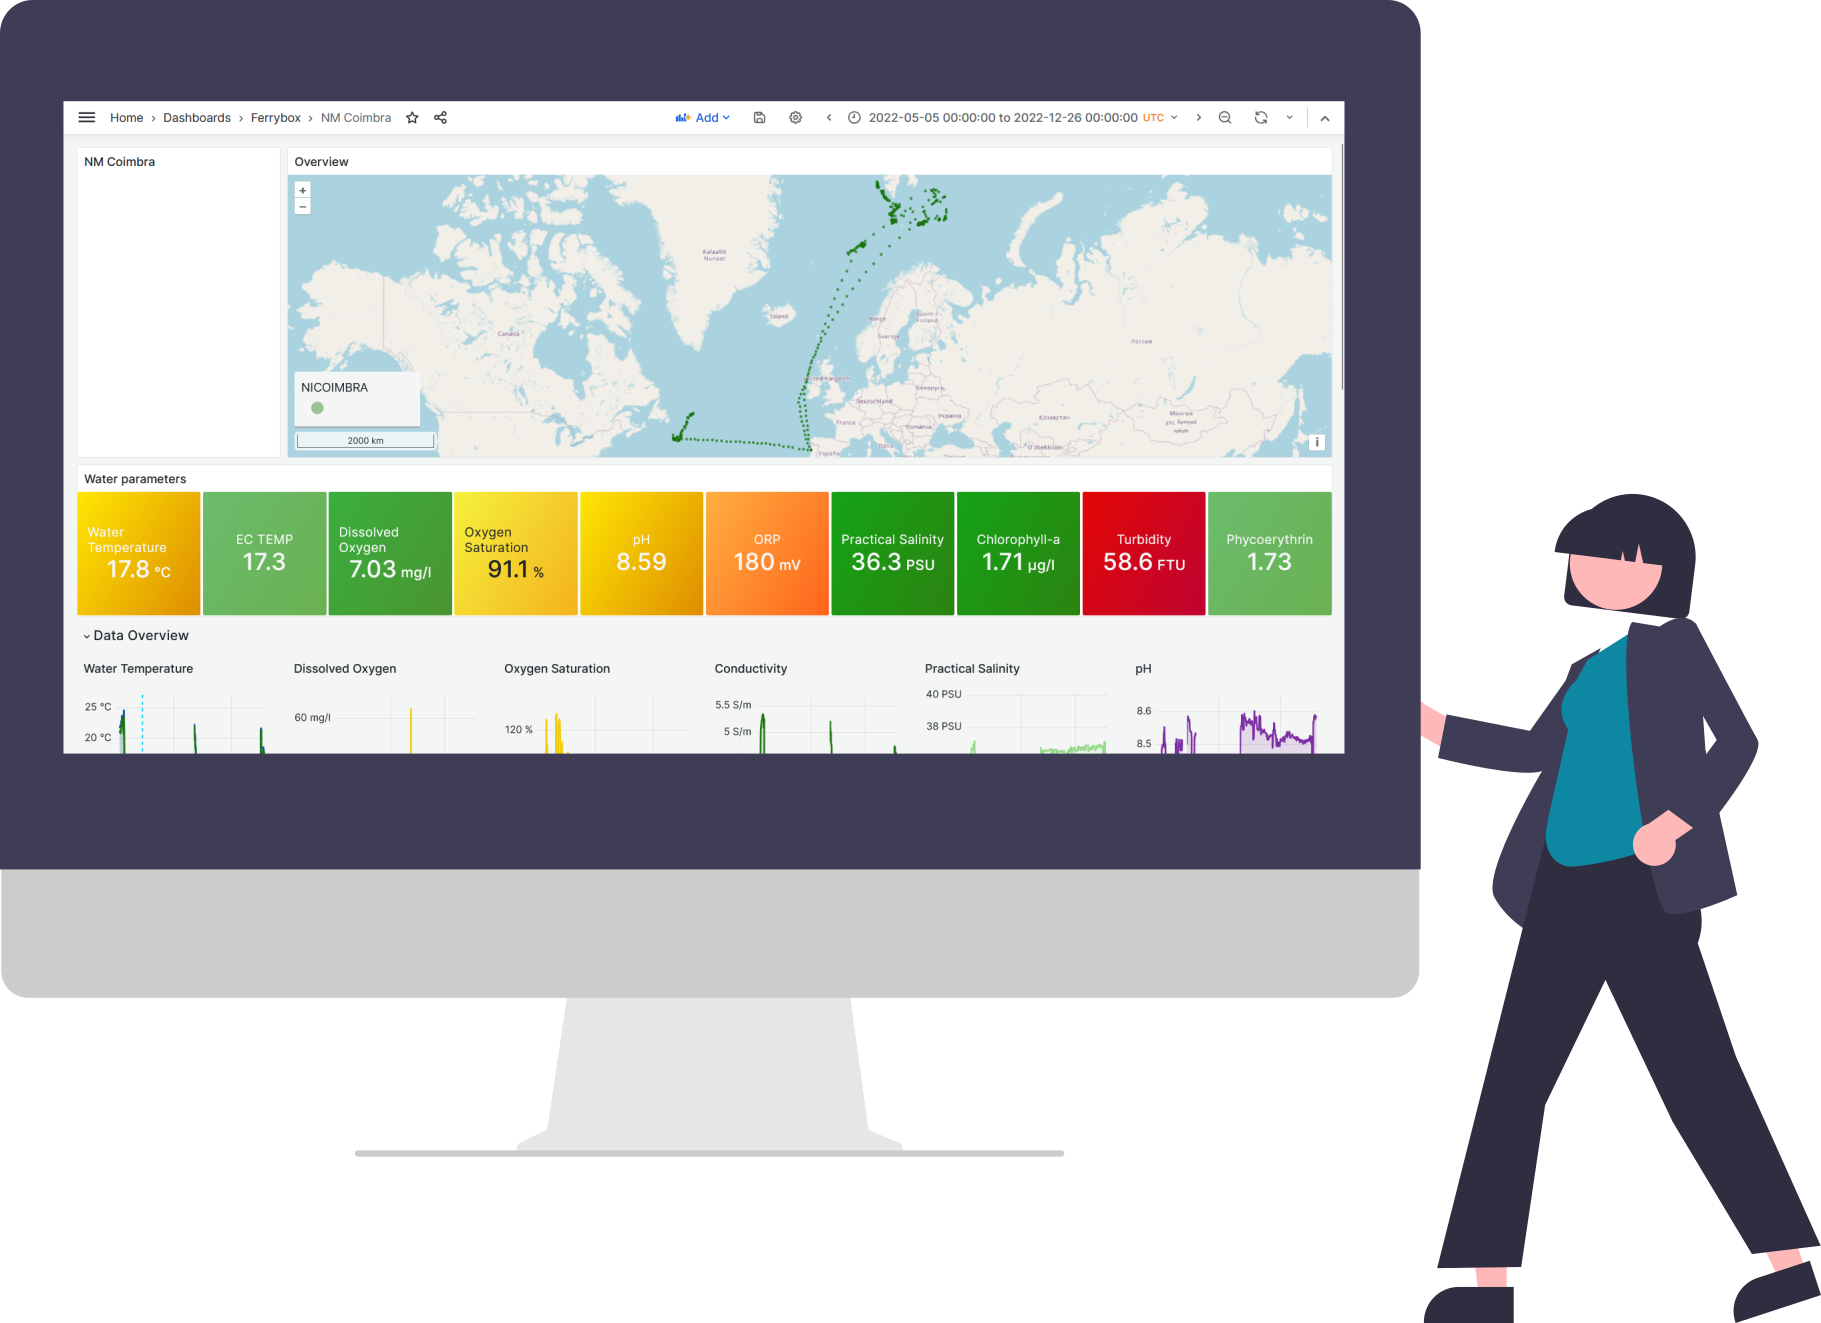 Home › Dashboards › Ferrybox › NM Coimbra
Add
2022-05-05 00:00:00 to 2022-12-26 00:00:00 UTC
NM Coimbra
Overview
+
−
Kalaallit
Nunaat
Ísland
Canada
Norge
Suomi /
Finland
Sverige
Россия
United Kingdom
Беларусь
Deutschland
Україна
France
România
Italia
España
Қазақстан
Монгол
улс
Oʻzbekiston
NICOIMBRA
2000 km
i
Water parameters
Water
Temperature
17.8 °C
EC TEMP
17.3
Dissolved
Oxygen
7.03 mg/l
Oxygen
Saturation
91.1 %
pH
8.59
ORP
180 mV
Practical Salinity
36.3 PSU
Chlorophyll-a
1.71 µg/l
Turbidity
58.6 FTU
Phycoerythrin
1.73
Data Overview
Water Temperature
25 °C
20 °C
Dissolved Oxygen
60 mg/l
Oxygen Saturation
120 %
Conductivity
5.5 S/m
5 S/m
Practical Salinity
40 PSU
38 PSU
pH
8.6
8.5